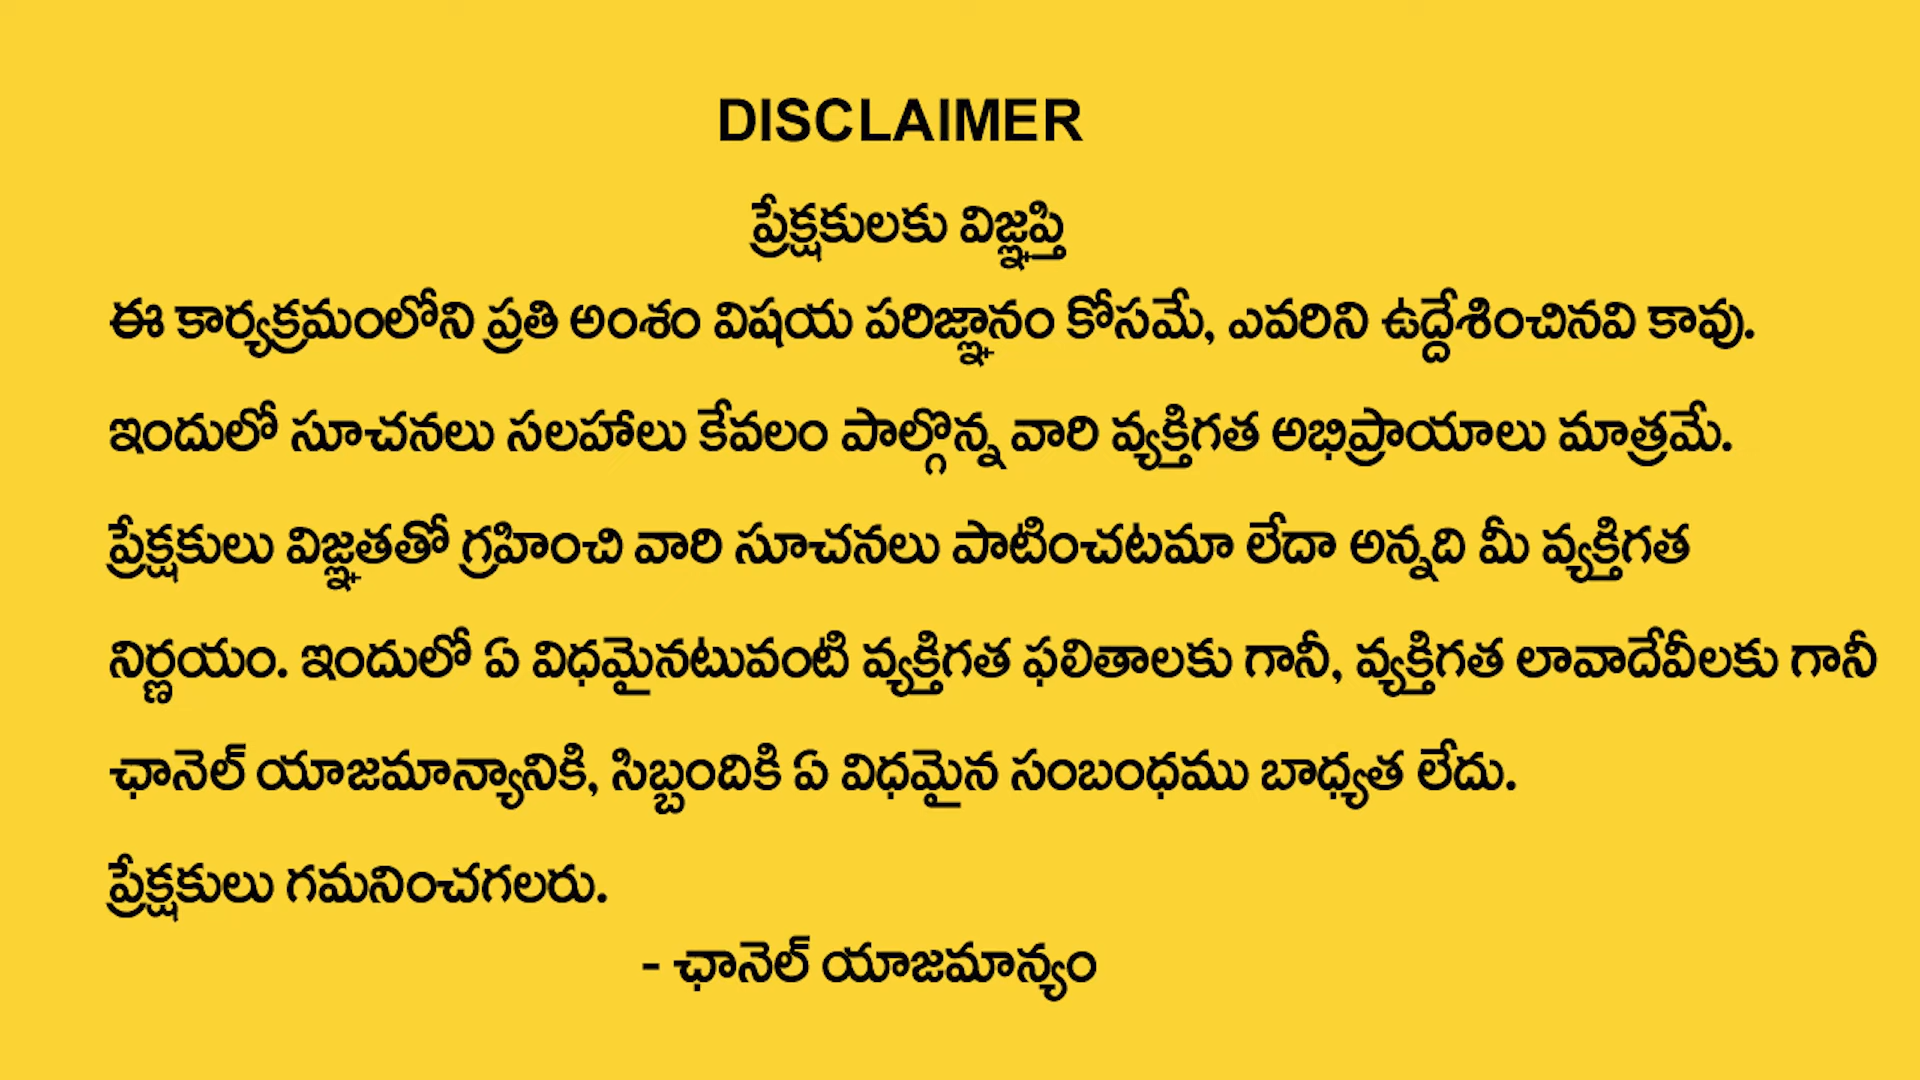 DISCLAIMER
ప్రేక్షకులకు విజ్ఞప్తి
ఈ కార్యక్రమంలోని ప్రతి అంశం విషయ పరిజ్ఞానం కోసమే, ఎవరిని ఉద్దేశించినవి కావు.
ఇందులో సూచనలు సలహాలు కేవలం పాల్గొన్న వారి వ్యక్తిగత అభిప్రాయాలు మాత్రమే.
ప్రేక్షకులు విజ్ఞతతో గ్రహించి వారి సూచనలు పాటించటమా లేదా అన్నది మీ వ్యక్తిగత
నిర్ణయం. ఇందులో ఏ విధమైనటువంటి వ్యక్తిగత ఫలితాలకు గానీ, వ్యక్తిగత లావాదేవీలకు గానీ
ఛానెల్ యాజమాన్యానికి, సిబ్బందికి ఏ విధమైన సంబంధము బాధ్యత లేదు.
ప్రేక్షకులు గమనించగలరు.
- ఛానెల్ యాజమాన్యం